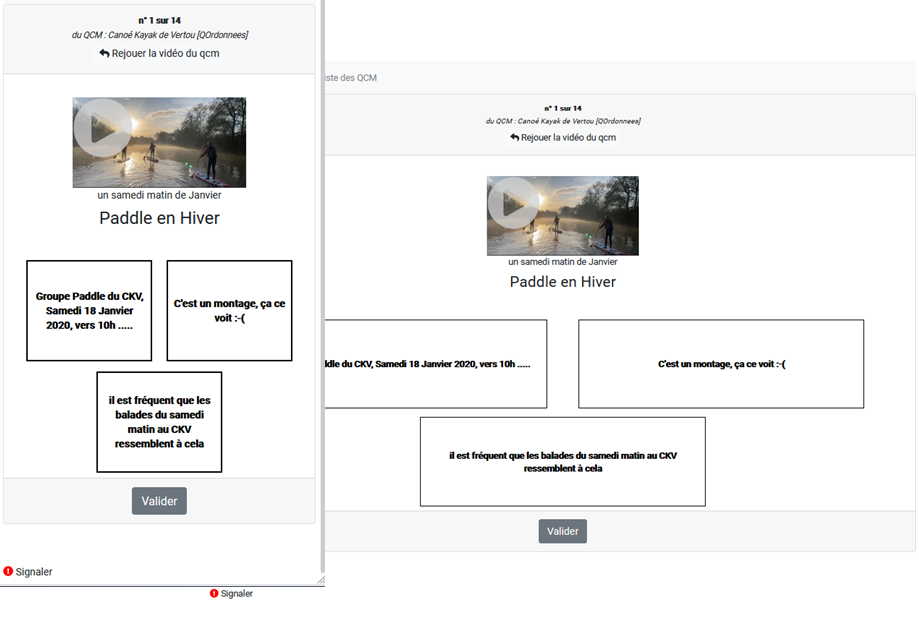 n° 1 sur 14
du QCM : Canoé Kayak de Vertou [QOrdonnees]
Rejouer la vidéo du qcm
un samedi matin de Janvier
Paddle en Hiver
Groupe Paddle du CKV,
Samedi 18 Janvier
2020, vers 10h .....
C'est un montage, ça ce
voit :-(
il est fréquent que les
balades du samedi
matin au CKV
ressemblent à cela
Valider
Signaler
iste des QCM
n° 1 sur 14
du QCM : Canoé Kayak de Vertou [QOrdonnees]
Rejouer la vidéo du qcm
un samedi matin de Janvier
Paddle en Hiver
ddle du CKV, Samedi 18 Janvier 2020, vers 10h .....
C'est un montage, ça ce voit :-(
il est fréquent que les balades du samedi matin au CKV
ressemblent à cela
Valider
Signaler